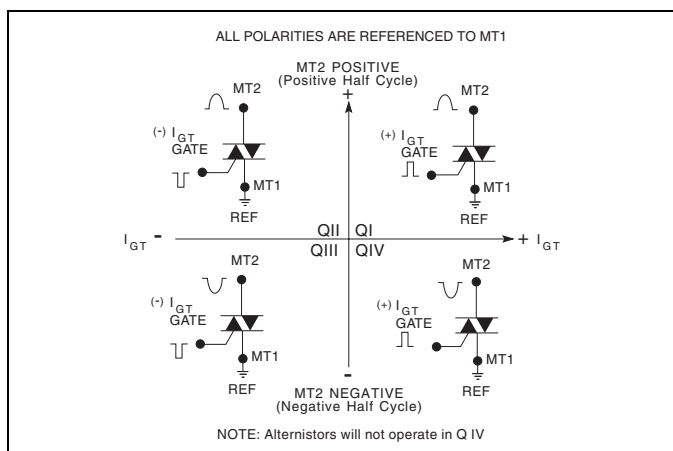 ALL POLARITIES ARE REFERENCED TO MT1
MT2 POSITIVE
(Positive Half Cycle)
+
MT2
(-) IGT
GATE
MT1
REF
MT2
(+) IGT
GATE
MT1
REF
IGT -
QII QI
QIII QIV
+ IGT
MT2
(-) IGT
GATE
MT1
REF
MT2
(+) IGT
GATE
MT1
REF
-
MT2 NEGATIVE
(Negative Half Cycle)
NOTE: Alternistors will not operate in Q IV